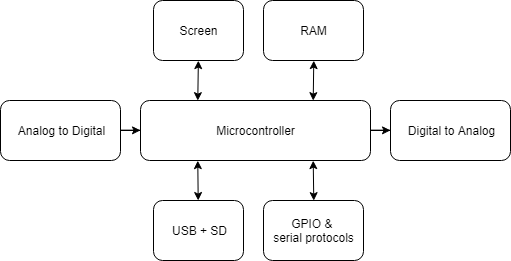 Screen
RAM
Analog to Digital
Microcontroller
Digital to Analog
USB + SD
GPIO &
serial protocols